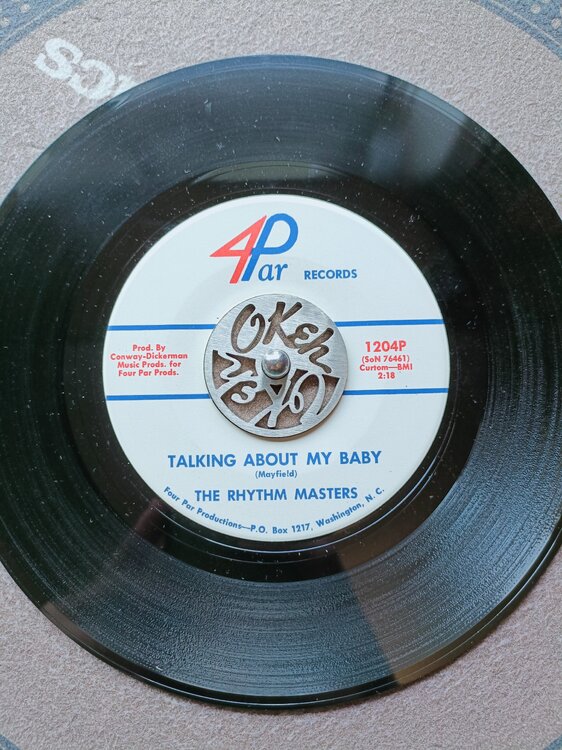 cs
4Par RECORDS
Prod. By
Conway-Dickerman
Music Prods. for
Four Par Prods.
OKeh
1204P
(SoN 76461)
Curtom—BMI
2:18
TALKING ABOUT MY BABY
(Mayfield)
THE RHYTHM MASTERS
Four Par Productions—P.O. Box 1217, Washington, N.C.